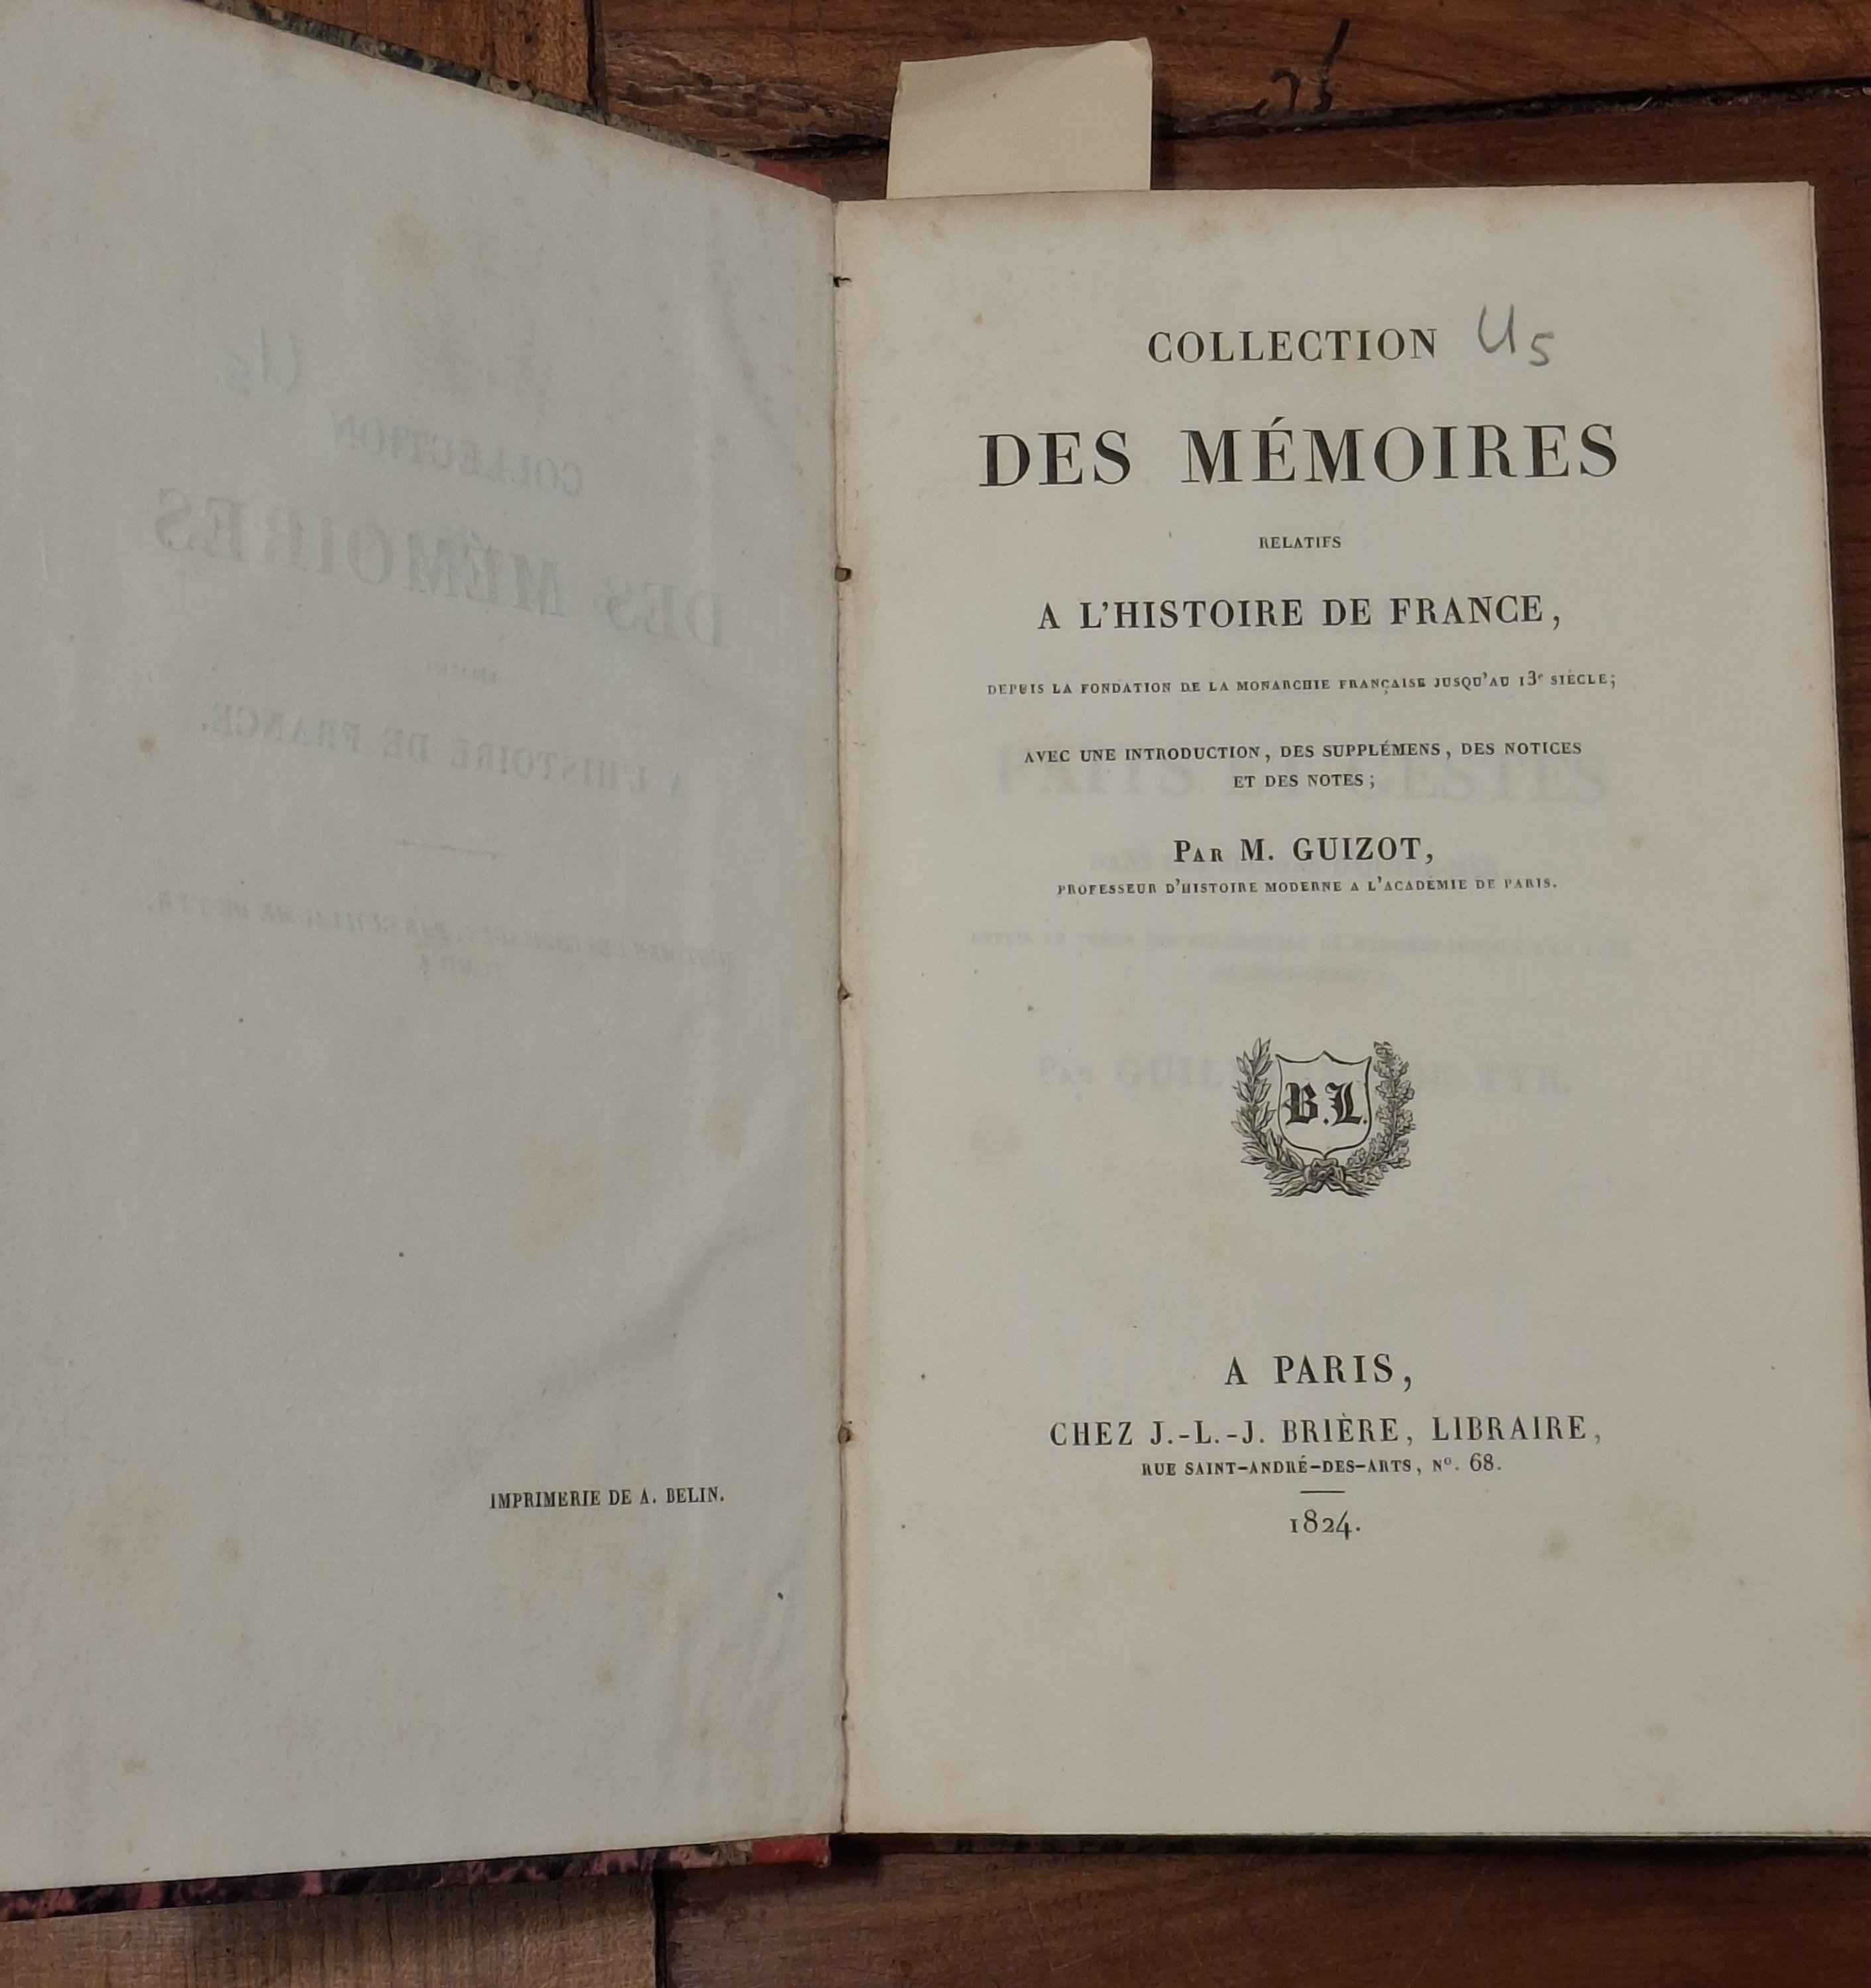 IMPRIMERIE DE A. BELIN.
COLLECTION U5
DES MÉMOIRES
RELATIFS
A L'HISTOIRE DE FRANCE,
DEPUIS LA FONDATION DE LA MONARCHIE FRANÇAISE JUSQU'AU 13e SIÈCLE;
AVEC UNE INTRODUCTION, DES SUPPLÉMENS, DES NOTICES
ET DES NOTES;
PAR M. GUIZOT,
PROFESSEUR D'HISTOIRE MODERNE A L'ACADÉMIE DE PARIS.
B.L.
A PARIS,
CHEZ J.-L.-J. BRIÈRE, LIBRAIRE,
RUE SAINT-ANDRÉ-DES-ARTS, No. 68.
1824.